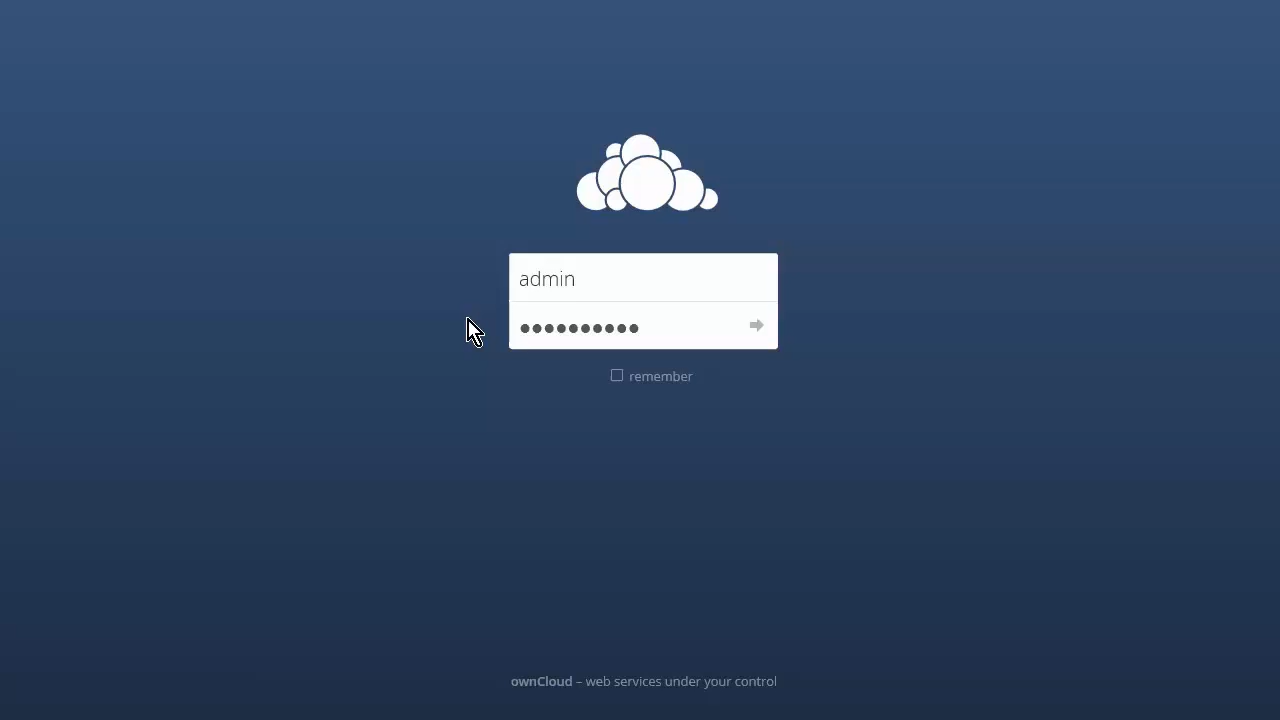 admin
●●●●●●●●●●
remember
ownCloud – web services under your control